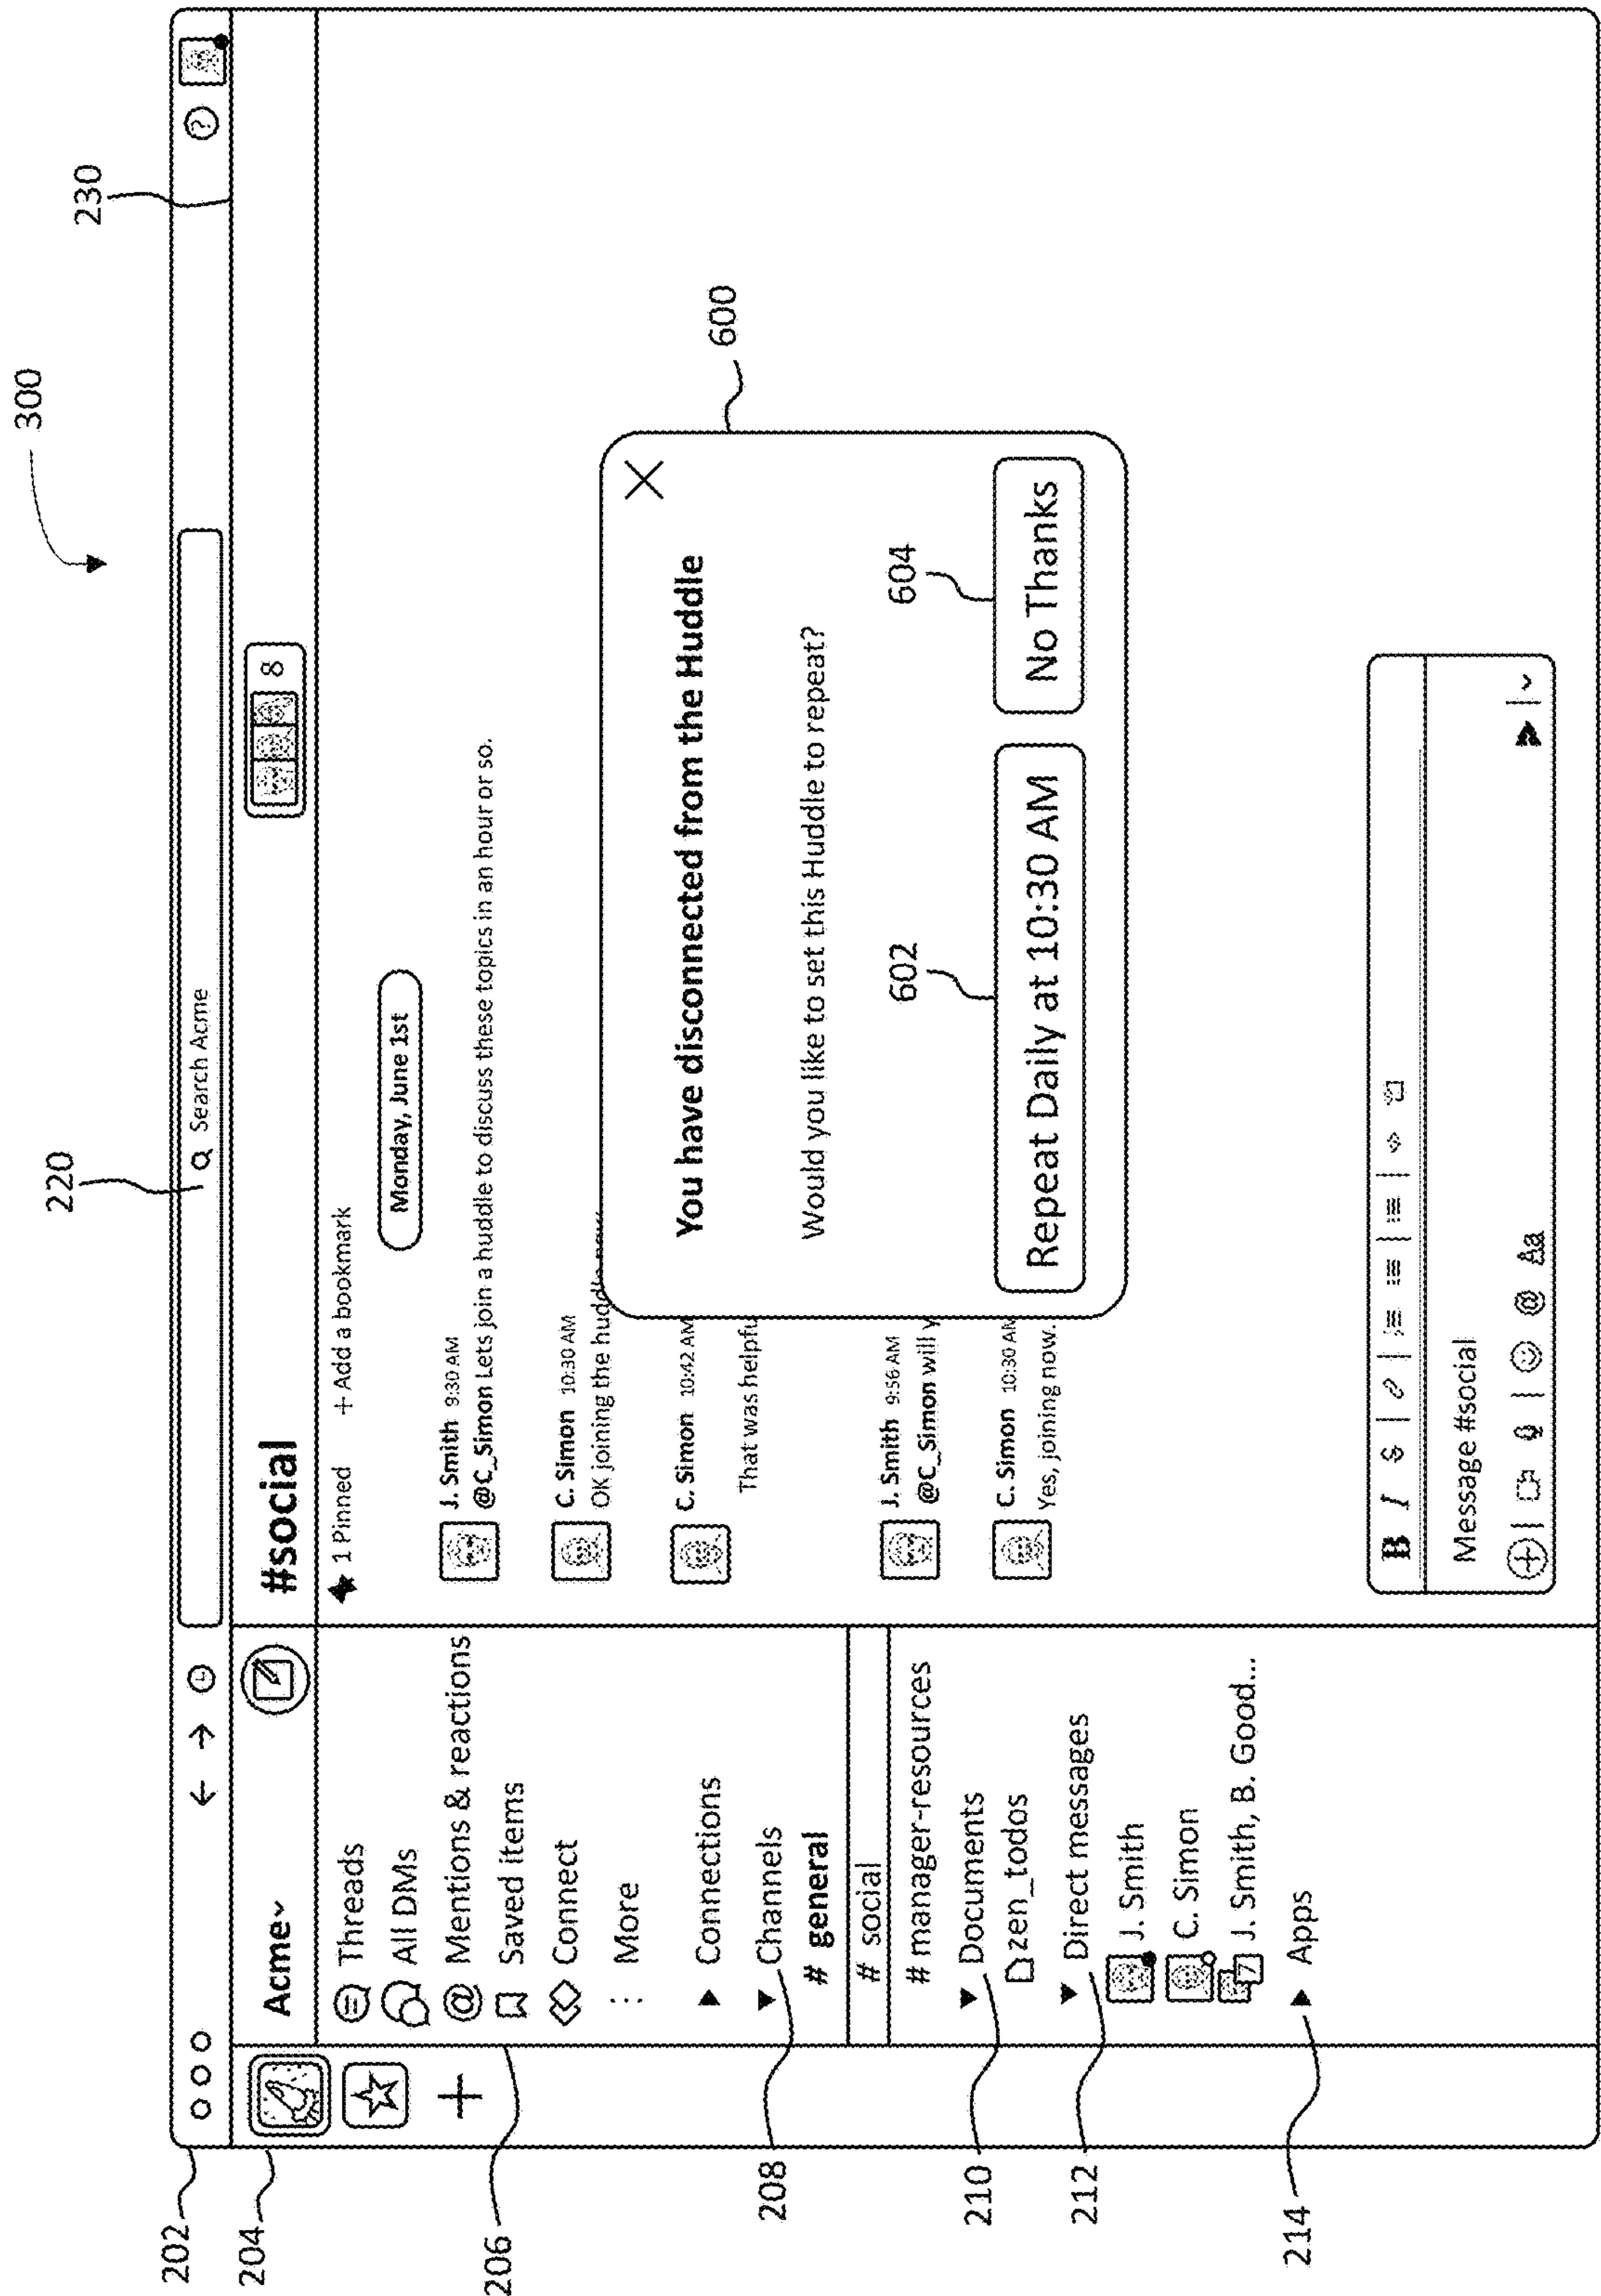 300
220
230
202
204
206
208
210
212
214
Search Acme
?
Acme
#social
8
Threads
All DMs
@ Mentions & reactions
Saved items
Connect
More
Connections
Channels
# general
# social
# manager-resources
Documents
zen_todos
Direct messages
J. Smith
C. Simon
7 J. Smith, B. Good...
Apps
1 Pinned + Add a bookmark
Monday, June 1st
J. Smith 9:30 AM
@C_Simon Lets join a huddle to discuss these topics in an hour or so.
C. Simon 10:30 AM
OK joining the huddle now
C. Simon 10:42 AM
That was helpfu
J. Smith 9:56 AM
@C_Simon will y
C. Simon 10:30 AM
Yes, joining now.
600
You have disconnected from the Huddle
Would you like to set this Huddle to repeat?
602
604
Repeat Daily at 10:30 AM
No Thanks
B I S
Message #social
@ Aa